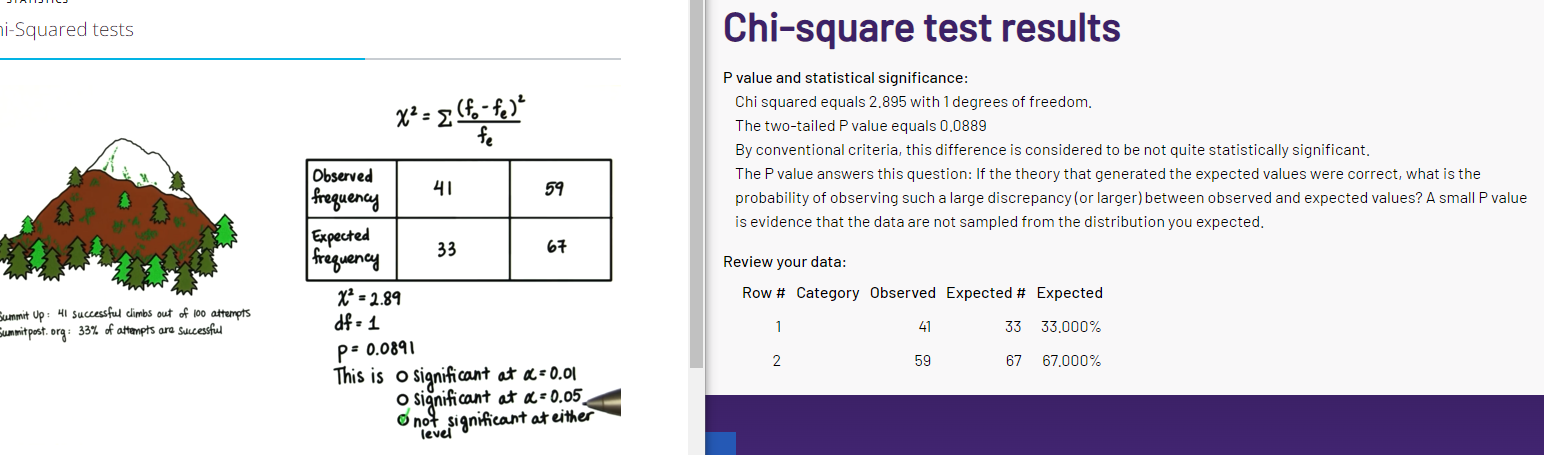 STATISTICS
hi-Squared tests
χ² = Σ (fₒ - fₑ)² / fₑ
Observed frequency 41 59
Expected frequency 33 67
χ² = 2.89
df = 1
p = 0.0891
This is O significant at α = 0.01
O significant at α = 0.05
not significant at either
level
Summit Up: 41 successful climbs out of 100 attempts
Summitpost.org: 33% of attempts are successful
Chi-square test results
P value and statistical significance:
Chi squared equals 2.895 with 1 degrees of freedom.
The two-tailed P value equals 0.0889
By conventional criteria, this difference is considered to be not quite statistically significant.
The P value answers this question: If the theory that generated the expected values were correct, what is the
probability of observing such a large discrepancy (or larger) between observed and expected values? A small P value
is evidence that the data are not sampled from the distribution you expected.
Review your data:
Row # Category Observed Expected # Expected
1 41 33 33.000%
2 59 67 67.000%